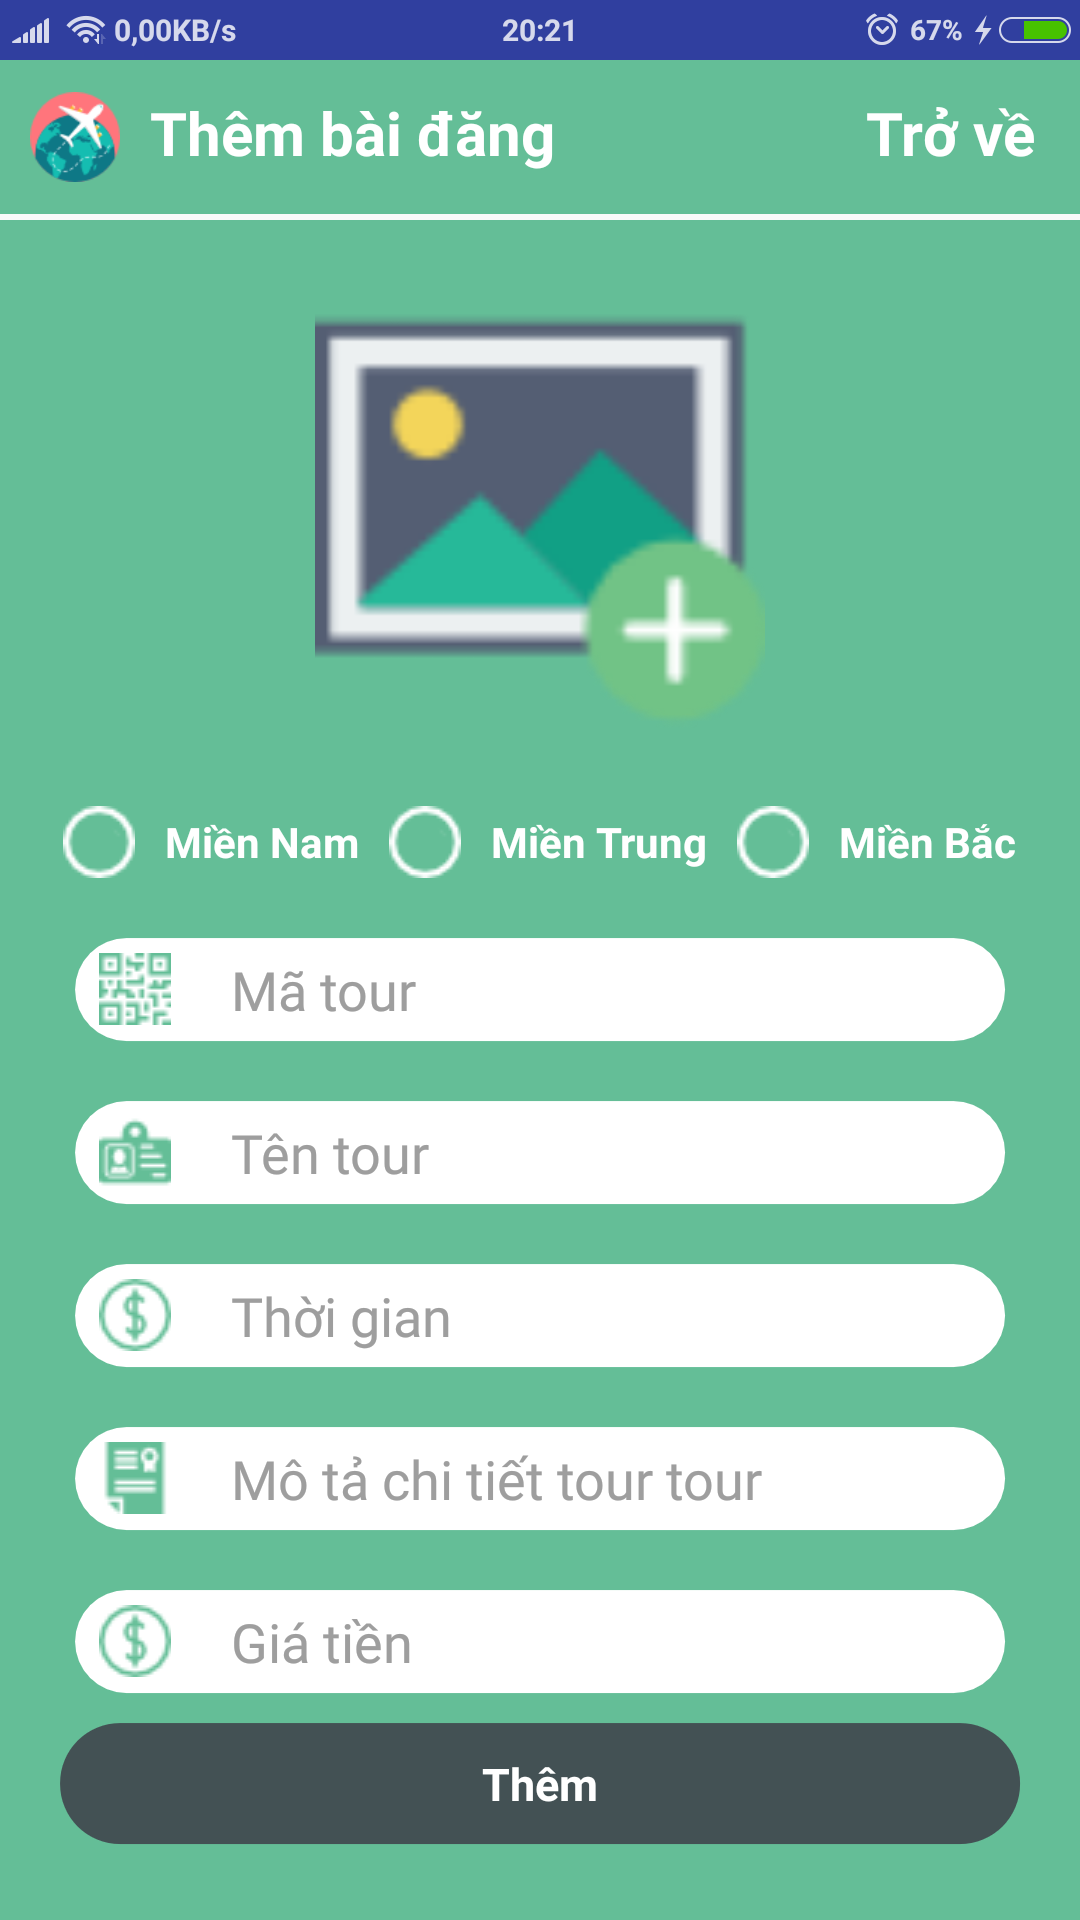 0,00KB/s 20:21 67%
Thêm bài đăng Trở về
Miền Nam Miền Trung Miền Bắc
Mã tour
Tên tour
Thời gian
Mô tả chi tiết tour tour
Giá tiền
Thêm